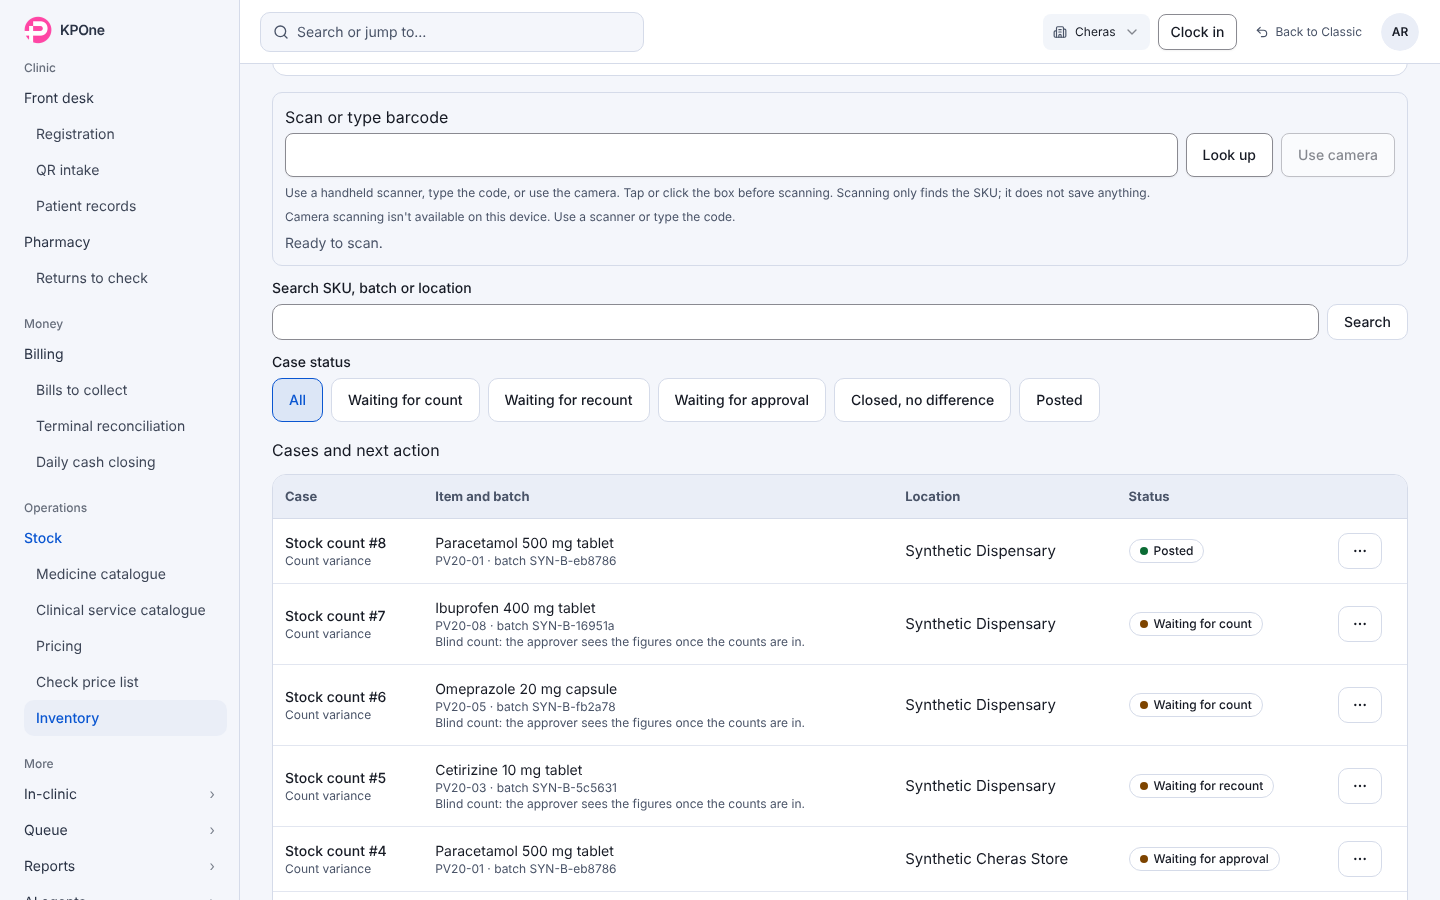 KPOne
Search or jump to...
Cheras
Clock in
Back to Classic
AR
Clinic
Front desk
Registration
QR intake
Patient records
Pharmacy
Returns to check
Money
Billing
Bills to collect
Terminal reconciliation
Daily cash closing
Operations
Stock
Medicine catalogue
Clinical service catalogue
Pricing
Check price list
Inventory
More
In-clinic
Queue
Reports
Scan or type barcode
Look up
Use camera
Use a handheld scanner, type the code, or use the camera. Tap or click the box before scanning. Scanning only finds the SKU; it does not save anything.
Camera scanning isn't available on this device. Use a scanner or type the code.
Ready to scan.
Search SKU, batch or location
Search
Case status
All
Waiting for count
Waiting for recount
Waiting for approval
Closed, no difference
Posted
Cases and next action
Case
Item and batch
Location
Status
Stock count #8
Count variance
Paracetamol 500 mg tablet
PV20-01 · batch SYN-B-eb8786
Synthetic Dispensary
Posted
Stock count #7
Count variance
Ibuprofen 400 mg tablet
PV20-08 · batch SYN-B-16951a
Blind count: the approver sees the figures once the counts are in.
Synthetic Dispensary
Waiting for count
Stock count #6
Count variance
Omeprazole 20 mg capsule
PV20-05 · batch SYN-B-fb2a78
Blind count: the approver sees the figures once the counts are in.
Synthetic Dispensary
Waiting for count
Stock count #5
Count variance
Cetirizine 10 mg tablet
PV20-03 · batch SYN-B-5c5631
Blind count: the approver sees the figures once the counts are in.
Synthetic Dispensary
Waiting for recount
Stock count #4
Count variance
Paracetamol 500 mg tablet
PV20-01 · batch SYN-B-eb8786
Synthetic Cheras Store
Waiting for approval